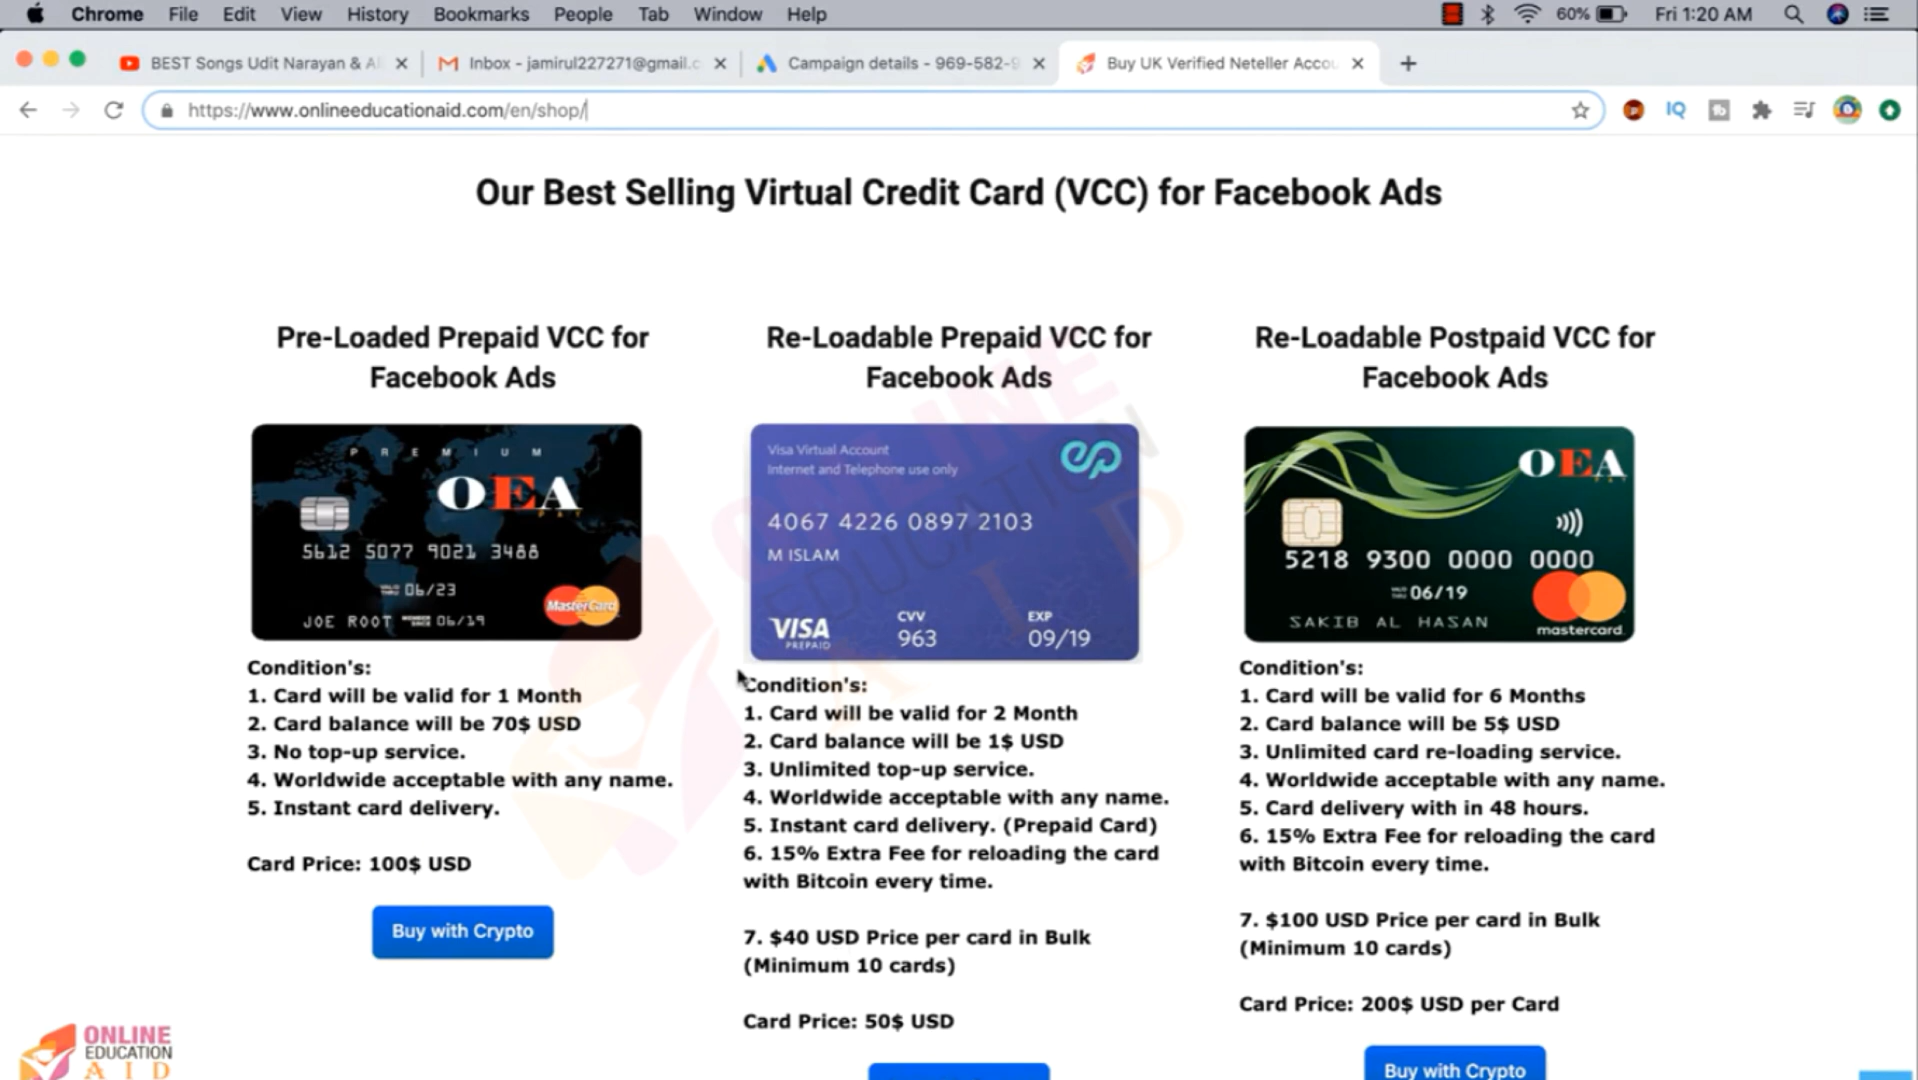 Chrome File Edit View History Bookmarks People Tab Window Help 60% Fri 1:20 AM
BEST Songs Udit Narayan & Al Inbox - jamirul227271@gmail.c Campaign details - 969-582-9 Buy UK Verified Neteller Accou
https://www.onlineeducationaid.com/en/shop/
IQ
Our Best Selling Virtual Credit Card (VCC) for Facebook Ads
Pre-Loaded Prepaid VCC for
Facebook Ads
PREMIUM
OEA
PAY
5612 5077 9021 3488
06/23
MasterCard
JOE ROOT 06/19
Condition's:
1. Card will be valid for 1 Month
2. Card balance will be 70$ USD
3. No top-up service.
4. Worldwide acceptable with any name.
5. Instant card delivery.
Card Price: 100$ USD
Buy with Crypto
Re-Loadable Prepaid VCC for
Facebook Ads
Visa Virtual Account
Internet and Telephone use only
4067 4226 0897 2103
M ISLAM
CVV EXP
VISA 963 09/19
PREPAID
Condition's:
1. Card will be valid for 2 Month
2. Card balance will be 1$ USD
3. Unlimited top-up service.
4. Worldwide acceptable with any name.
5. Instant card delivery. (Prepaid Card)
6. 15% Extra Fee for reloading the card
with Bitcoin every time.
7. $40 USD Price per card in Bulk
(Minimum 10 cards)
Card Price: 50$ USD
Re-Loadable Postpaid VCC for
Facebook Ads
OEA
PAY
5218 9300 0000 0000
06/19
SAKIB AL HASAN
mastercard
Condition's:
1. Card will be valid for 6 Months
2. Card balance will be 5$ USD
3. Unlimited card re-loading service.
4. Worldwide acceptable with any name.
5. Card delivery with in 48 hours.
6. 15% Extra Fee for reloading the card
with Bitcoin every time.
7. $100 USD Price per card in Bulk
(Minimum 10 cards)
Card Price: 200$ USD per Card
Buy with Crypto
ONLINE
EDUCATION
AID
ONLINE
EDUCATION
AID